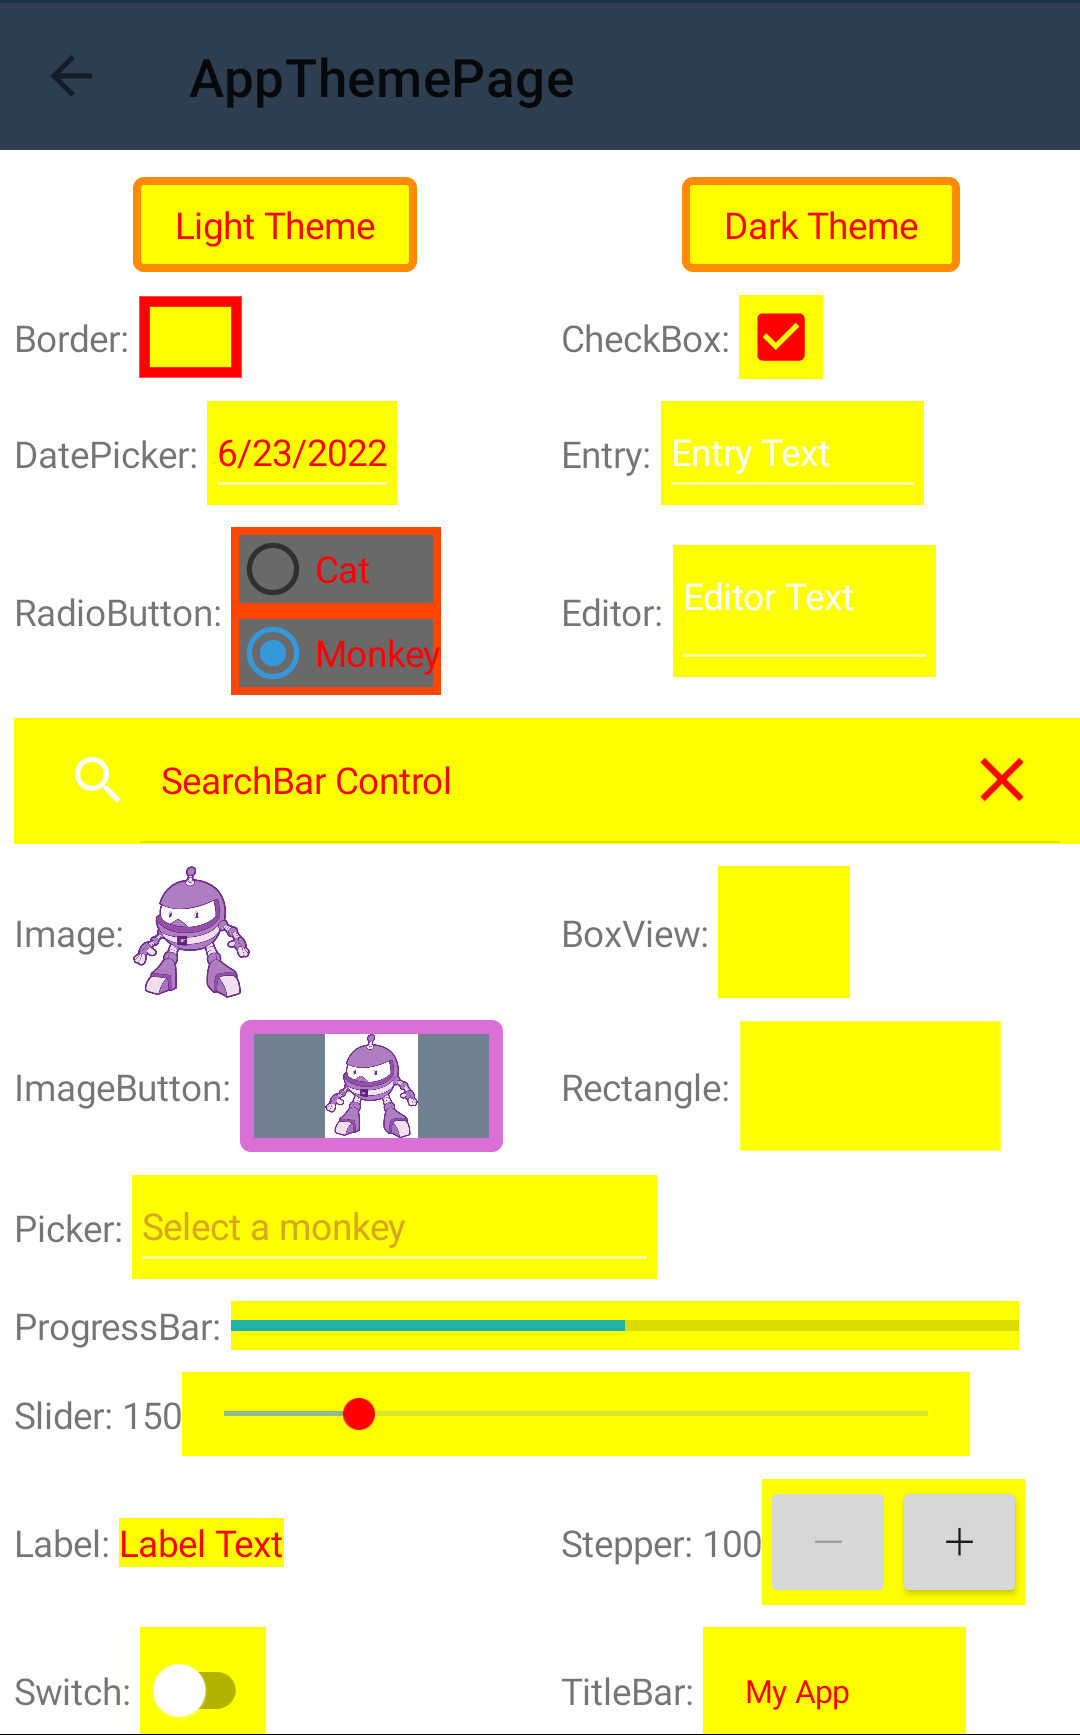 AppThemePage
Light Theme
Dark Theme
Border:
CheckBox:
DatePicker: 6/23/2022
Entry: Entry Text
RadioButton:
Cat
Monkey
Editor: Editor Text
SearchBar Control
Image:
BoxView:
ImageButton:
Rectangle:
Picker: Select a monkey
ProgressBar:
Slider: 150
Label: Label Text
Stepper: 100
Switch:
TitleBar: My App